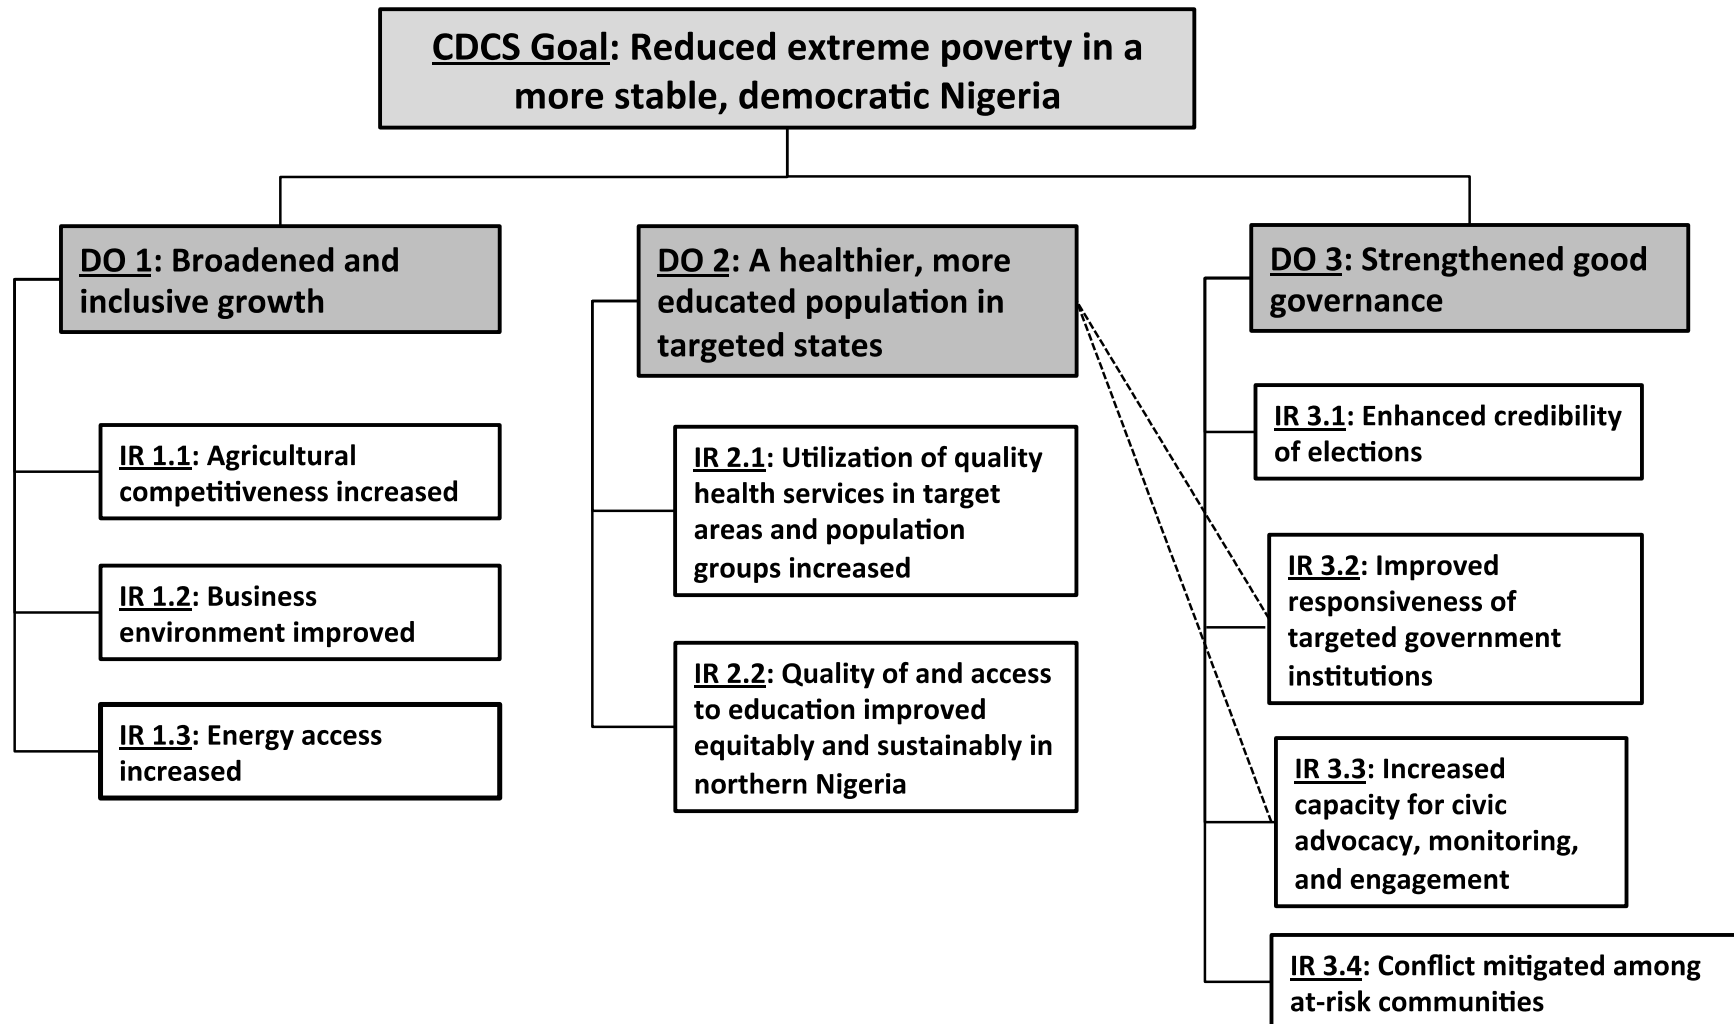 CDCS Goal: Reduced extreme poverty in a
more stable, democratic Nigeria
DO 1: Broadened and
inclusive growth
IR 1.1: Agricultural
competitiveness increased
IR 1.2: Business
environment improved
IR 1.3: Energy access
increased
DO 2: A healthier, more
educated population in
targeted states
IR 2.1: Utilization of quality
health services in target
areas and population
groups increased
IR 2.2: Quality of and access
to education improved
equitably and sustainably in
northern Nigeria
DO 3: Strengthened good
governance
IR 3.1: Enhanced credibility
of elections
IR 3.2: Improved
responsiveness of
targeted government
institutions
IR 3.3: Increased
capacity for civic
advocacy, monitoring,
and engagement
IR 3.4: Conflict mitigated among
at-risk communities